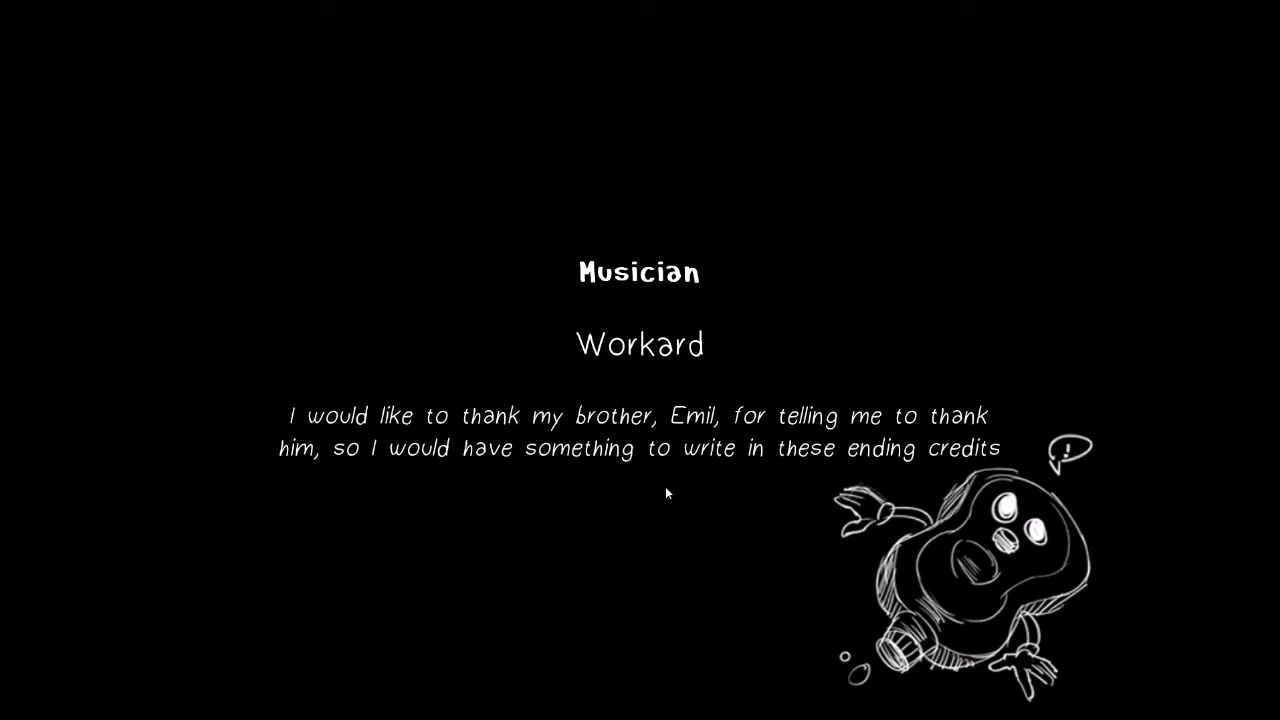 Musician
Workard
I would like to thank my brother, Emil, for telling me to thank
him, so I would have something to write in these ending credits
!